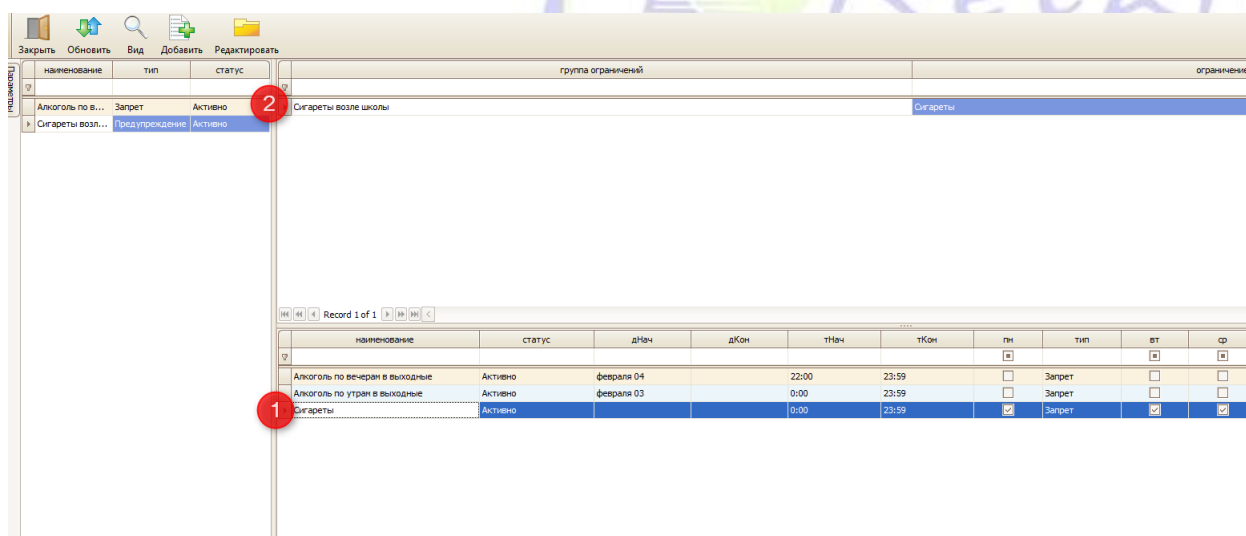 Закрыть Обновить Вид Добавить Редактировать
Параметры
наименование тип статус
Алкоголь по в... Запрет Активно
Сигареты возл... Предупреждение Активно
группа ограничений ограничение
2 Сигареты возле школы Сигареты
Record 1 of 1
наименование статус дНач дКон тНач тКон пн тип вт ср
Алкоголь по вечерам в выходные Активно февраля 04 22:00 23:59 Запрет
Алкоголь по утрам в выходные Активно февраля 03 0:00 23:59 Запрет
1 Сигареты Активно 0:00 23:59 Запрет